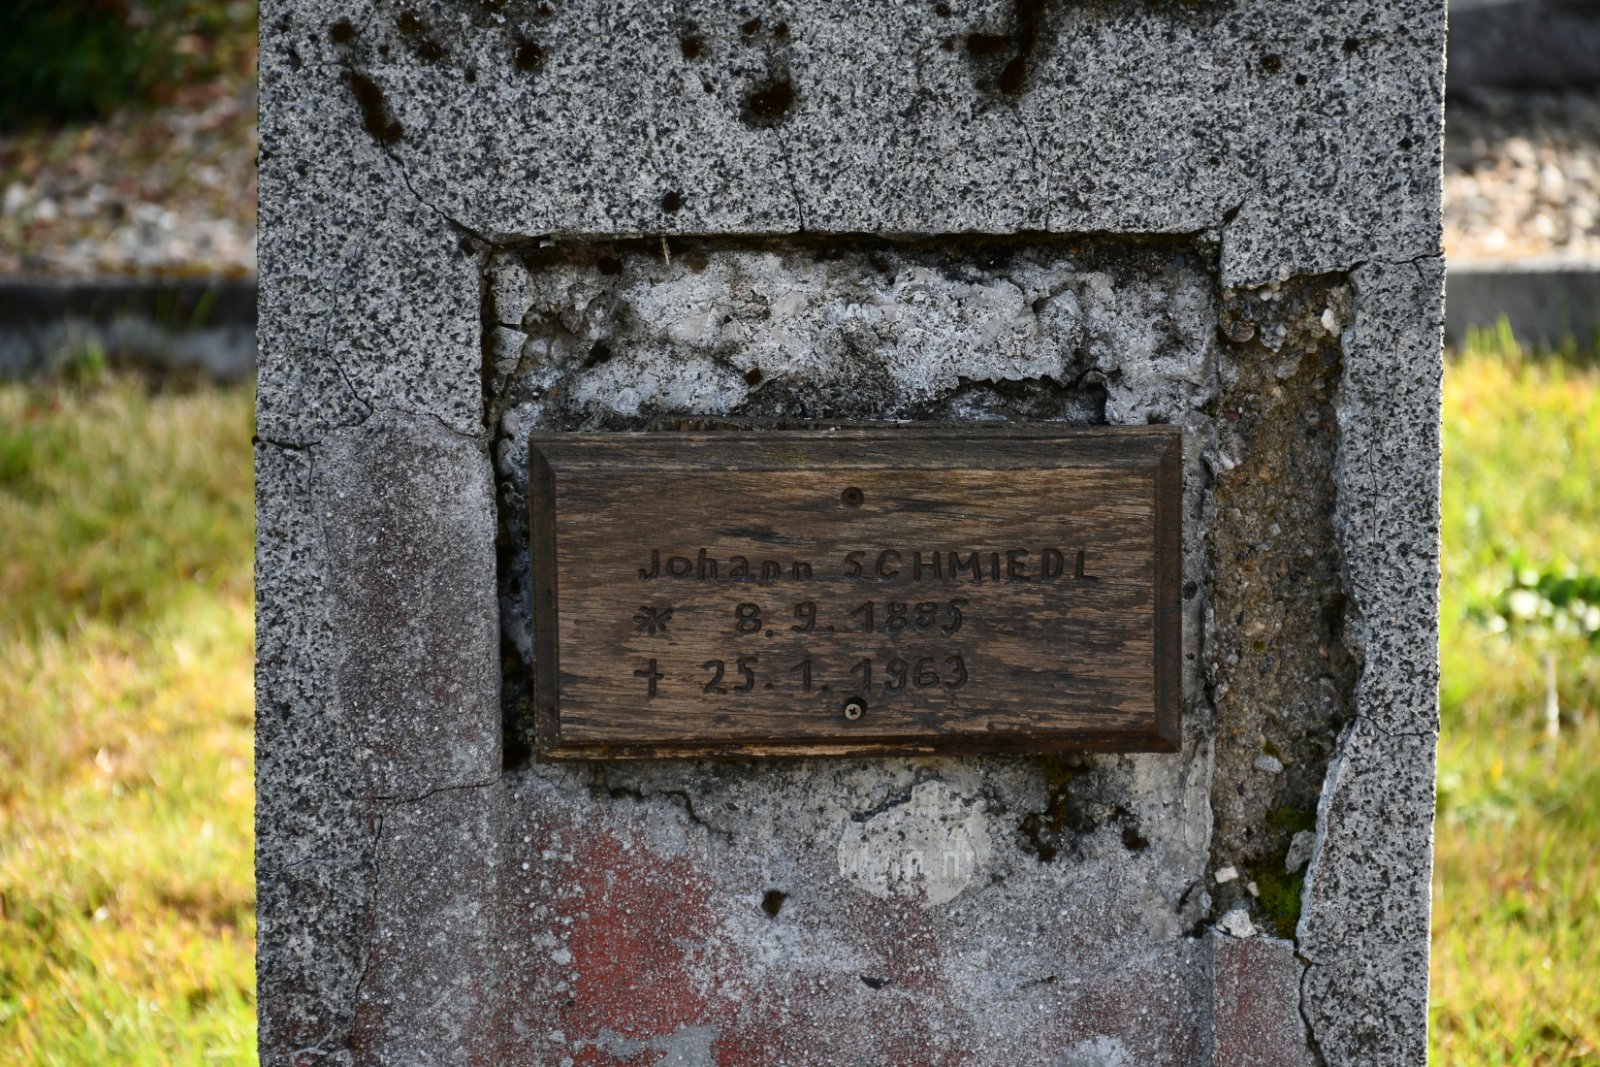 Johann SCHMIEDL
* 8.9.1885
† 25.1.1963